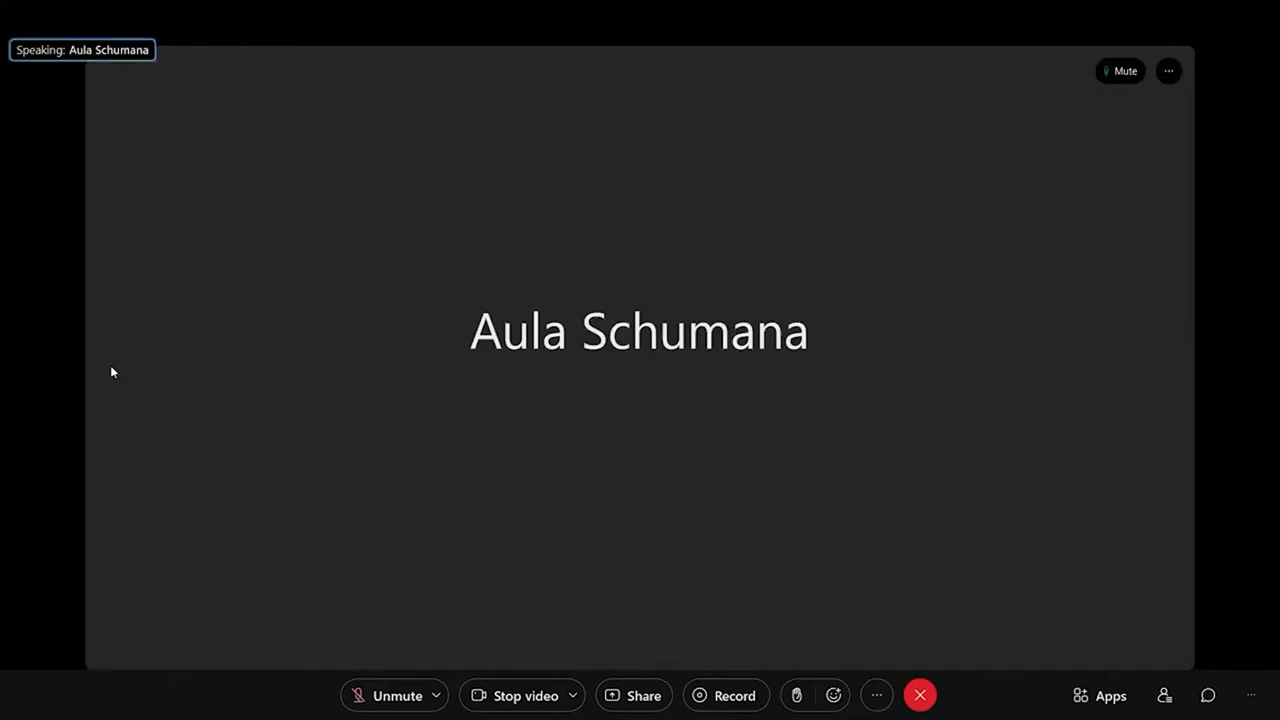 Speaking: Aula Schumana
Mute
Aula Schumana
Unmute
Stop video
Share
Record
Apps